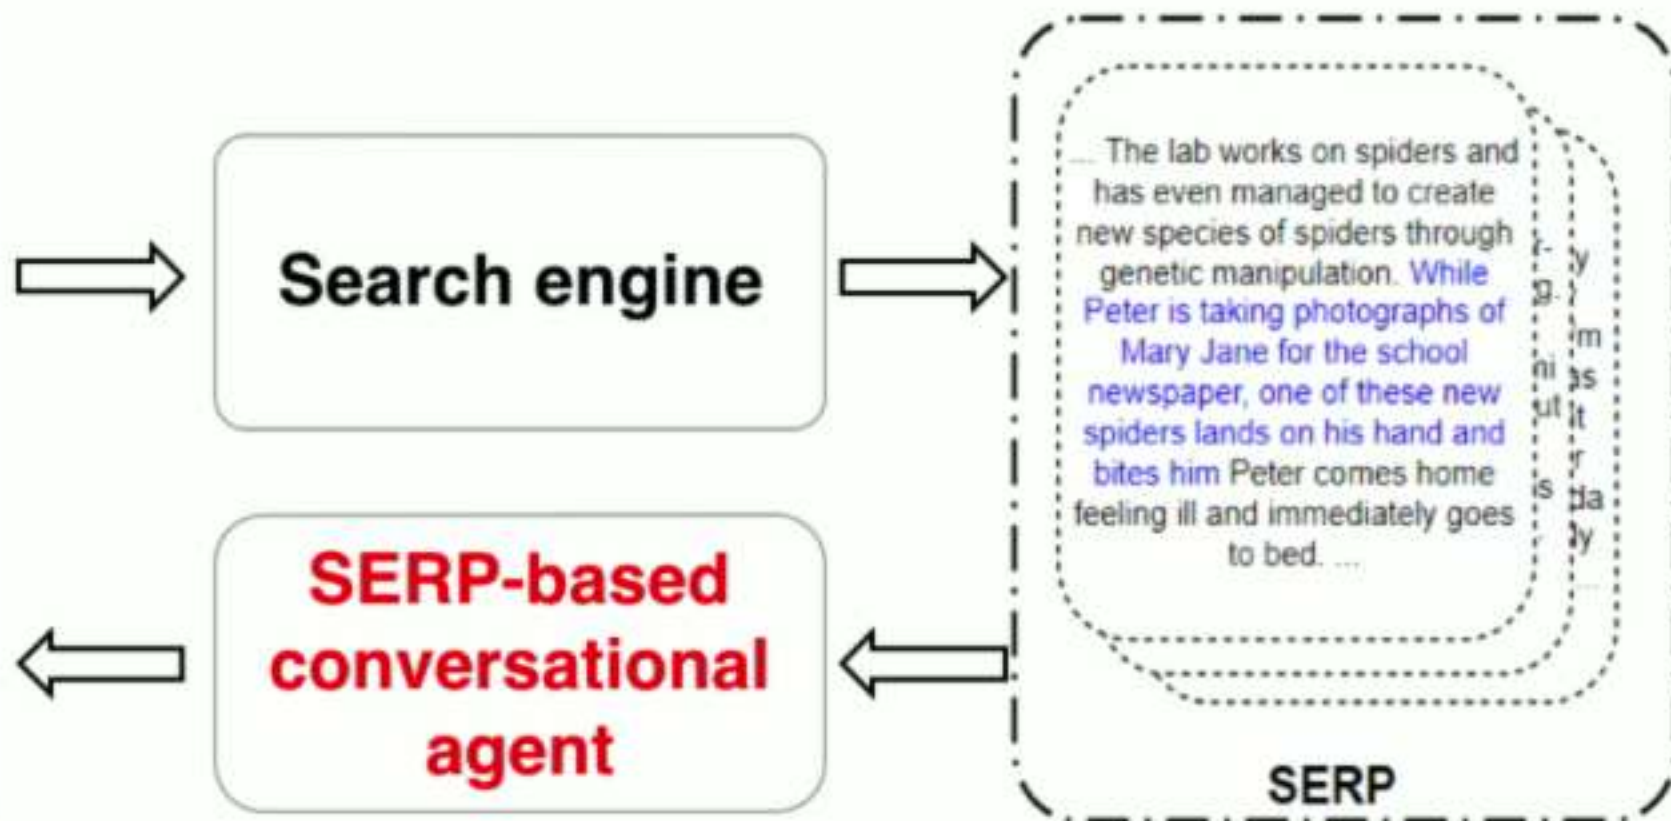 Search engine
... The lab works on spiders and
has even managed to create
new species of spiders through
genetic manipulation. While
Peter is taking photographs of
Mary Jane for the school
newspaper, one of these new
spiders lands on his hand and
bites him Peter comes home
feeling ill and immediately goes
to bed. ...
SERP-based
conversational
agent
SERP